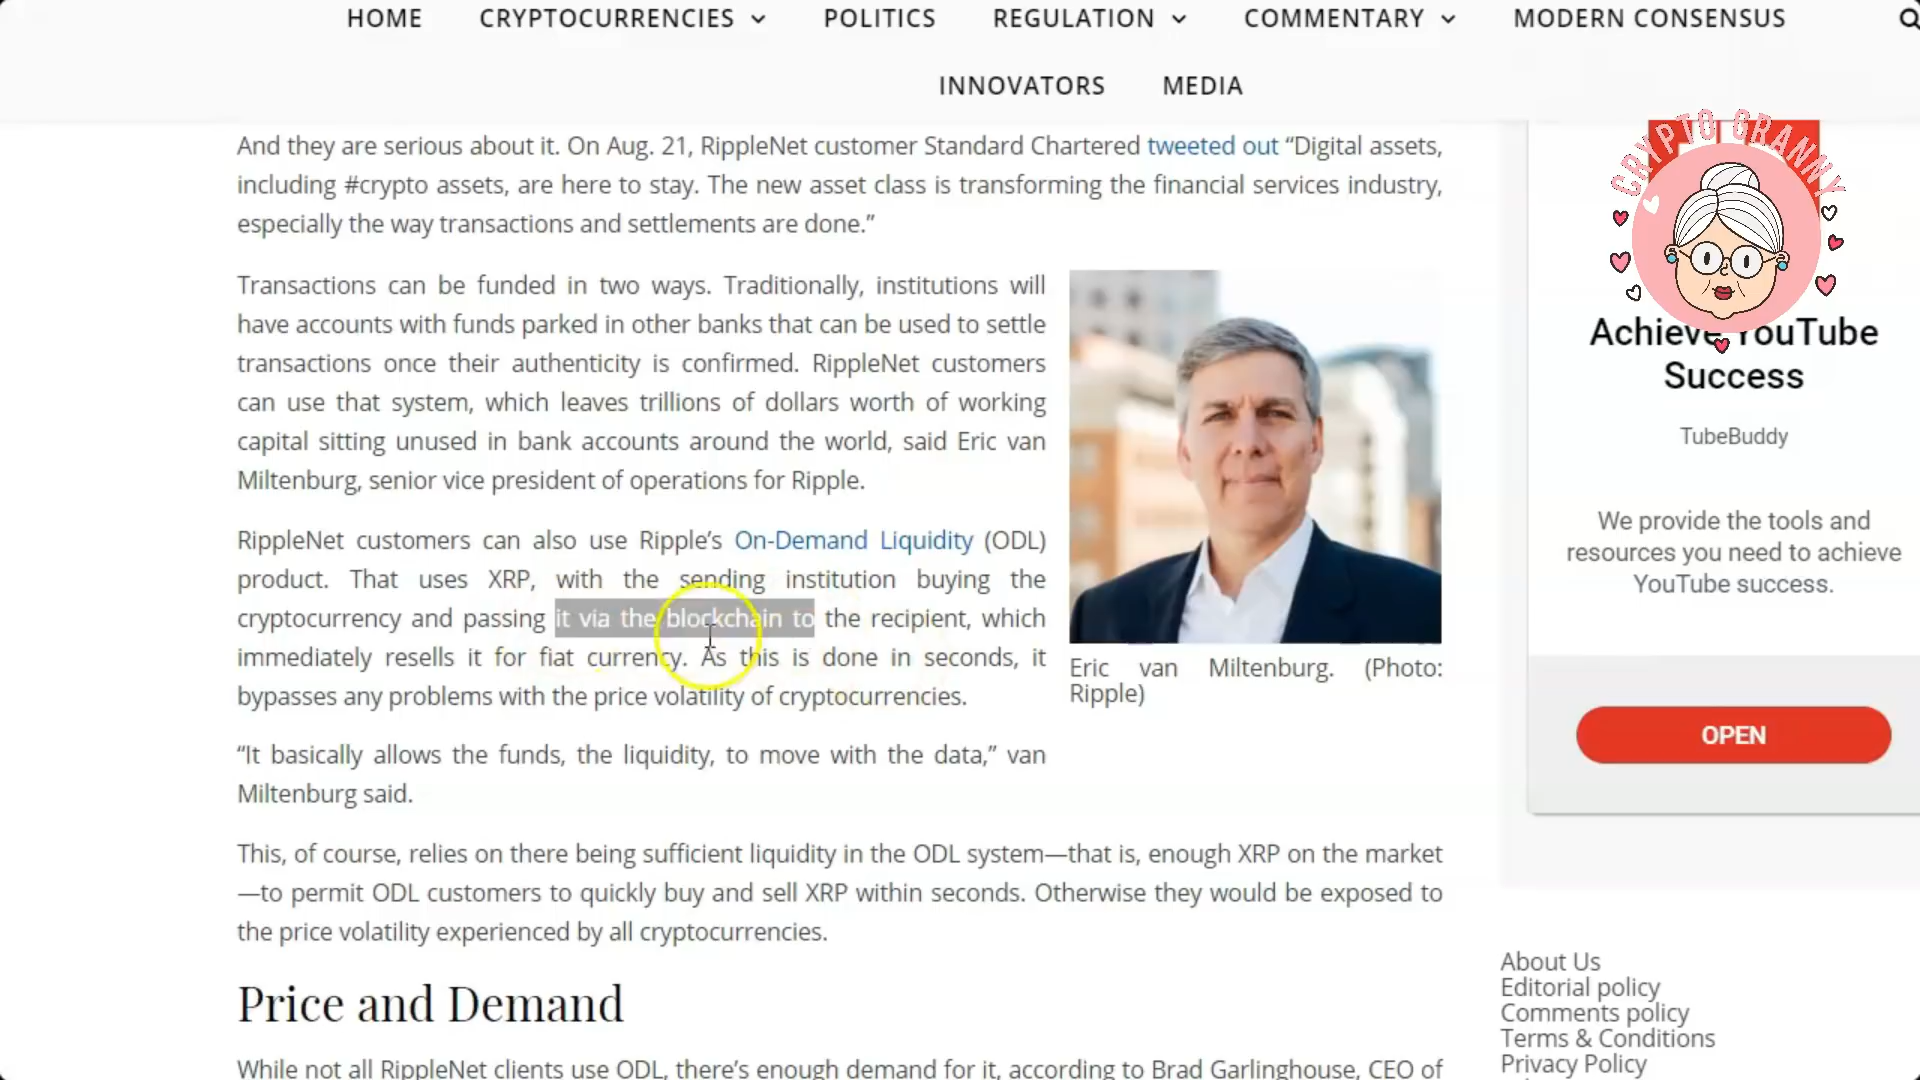 HOME CRYPTOCURRENCIES POLITICS REGULATION COMMENTARY MODERN CONSENSUS
INNOVATORS MEDIA
And they are serious about it. On Aug. 21, RippleNet customer Standard Chartered tweeted out “Digital assets,
including #crypto assets, are here to stay. The new asset class is transforming the financial services industry,
especially the way transactions and settlements are done.”
Transactions can be funded in two ways. Traditionally, institutions will
have accounts with funds parked in other banks that can be used to settle
transactions once their authenticity is confirmed. RippleNet customers
can use that system, which leaves trillions of dollars worth of working
capital sitting unused in bank accounts around the world, said Eric van
Miltenburg, senior vice president of operations for Ripple.
RippleNet customers can also use Ripple’s On-Demand Liquidity (ODL)
product. That uses XRP, with the sending institution buying the
cryptocurrency and passing it via the blockchain to the recipient, which
immediately resells it for fiat currency. As this is done in seconds, it
bypasses any problems with the price volatility of cryptocurrencies.
Eric van Miltenburg. (Photo:
Ripple)
“It basically allows the funds, the liquidity, to move with the data,” van
Miltenburg said.
This, of course, relies on there being sufficient liquidity in the ODL system—that is, enough XRP on the market
—to permit ODL customers to quickly buy and sell XRP within seconds. Otherwise they would be exposed to
the price volatility experienced by all cryptocurrencies.
Price and Demand
While not all RippleNet clients use ODL, there’s enough demand for it, according to Brad Garlinghouse, CEO of
CRYPTO GRANNY
Achieve YouTube
Success
TubeBuddy
We provide the tools and
resources you need to achieve
YouTube success.
OPEN
About Us
Editorial policy
Comments policy
Terms & Conditions
Privacy Policy